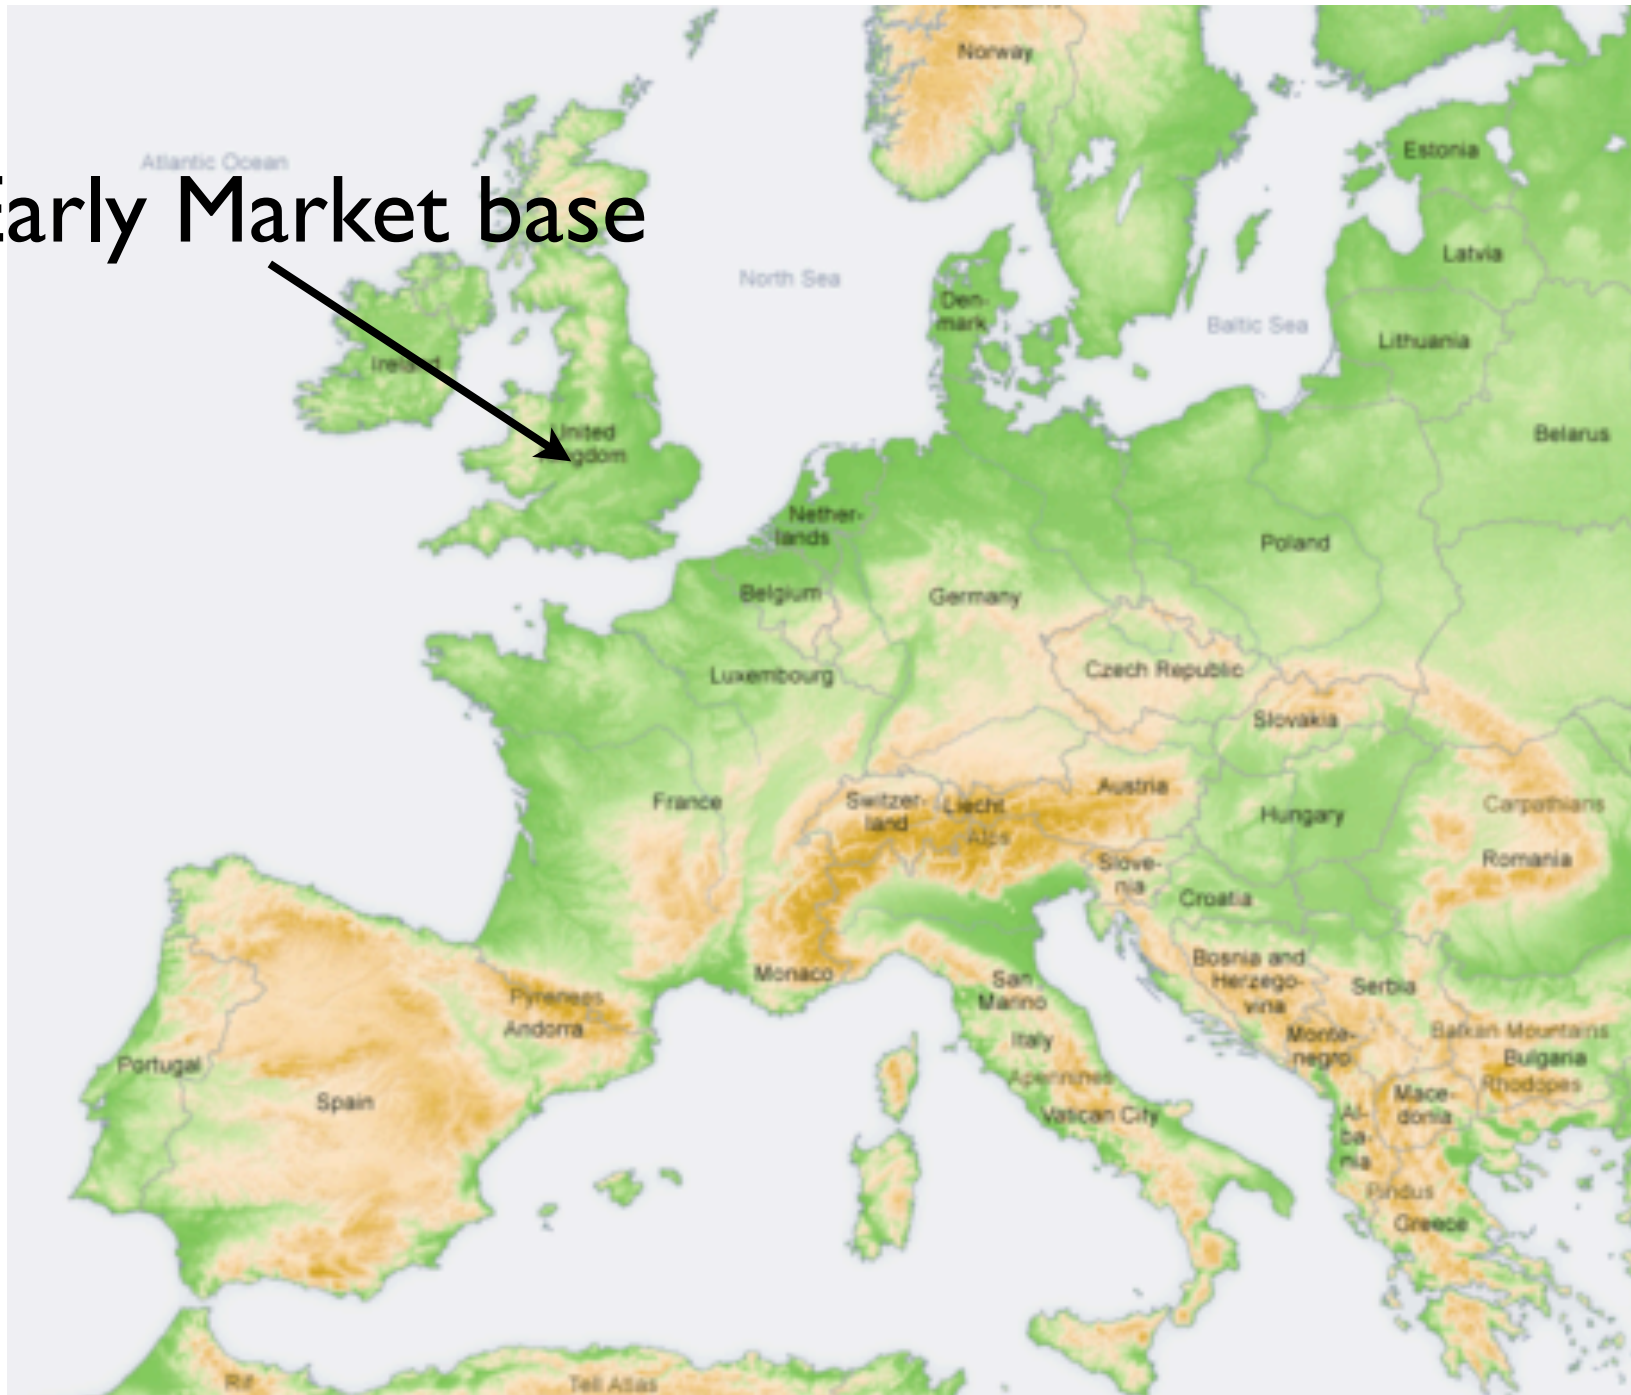 Norway
Estonia
Atlantic Ocean
Early Market base
Latvia
North Sea
Den-
mark
Baltic Sea
Lithuania
Ireland
United
Belarus
Nether-
lands
Poland
Belgium
Germany
Czech Republic
Luxembourg
Slovakia
Austria
France
Switzer-
land
Liecht
Alps
Hungary
Carpathians
Romania
Slove-
nia
Croatia
Monaco
San
Marino
Bosnia and
Herzego-
vina
Serbia
Pyrenees
Andorra
Italy
Monte-
negro
Balkan Mountains
Bulgaria
Portugal
Apennines
Rhodopes
Spain
Vatican City
Mace-
donia
Al-
ba-
nia
Pindus
Greece
Rif
Tell Atlas